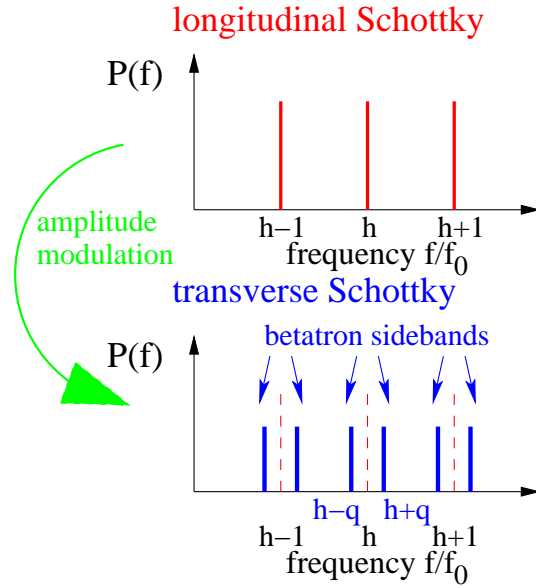 longitudinal Schottky
P(f)
h−1 h h+1
frequency f/f0
amplitude
modulation
transverse Schottky
betatron sidebands
P(f)
h−q h+q
h−1 h h+1
frequency f/f0